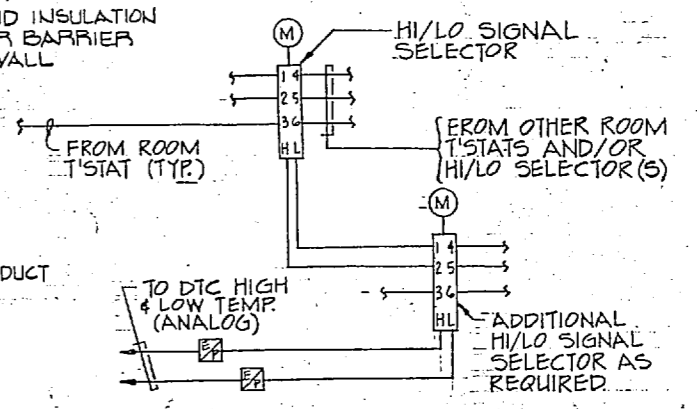 ID INSULATION
R BARRIER
WALL
M
HI/LO SIGNAL
SELECTOR
1 4
2 5
3 6
H L
FROM ROOM
T'STAT (TYP.)
FROM OTHER ROOM
T'STATS AND/OR
HI/LO SELECTOR(S)
M
1 4
2 5
3 6
H L
DUCT
TO DTC HIGH
& LOW TEMP.
(ANALOG)
E/P
E/P
ADDITIONAL
HI/LO SIGNAL
SELECTOR AS
REQUIRED